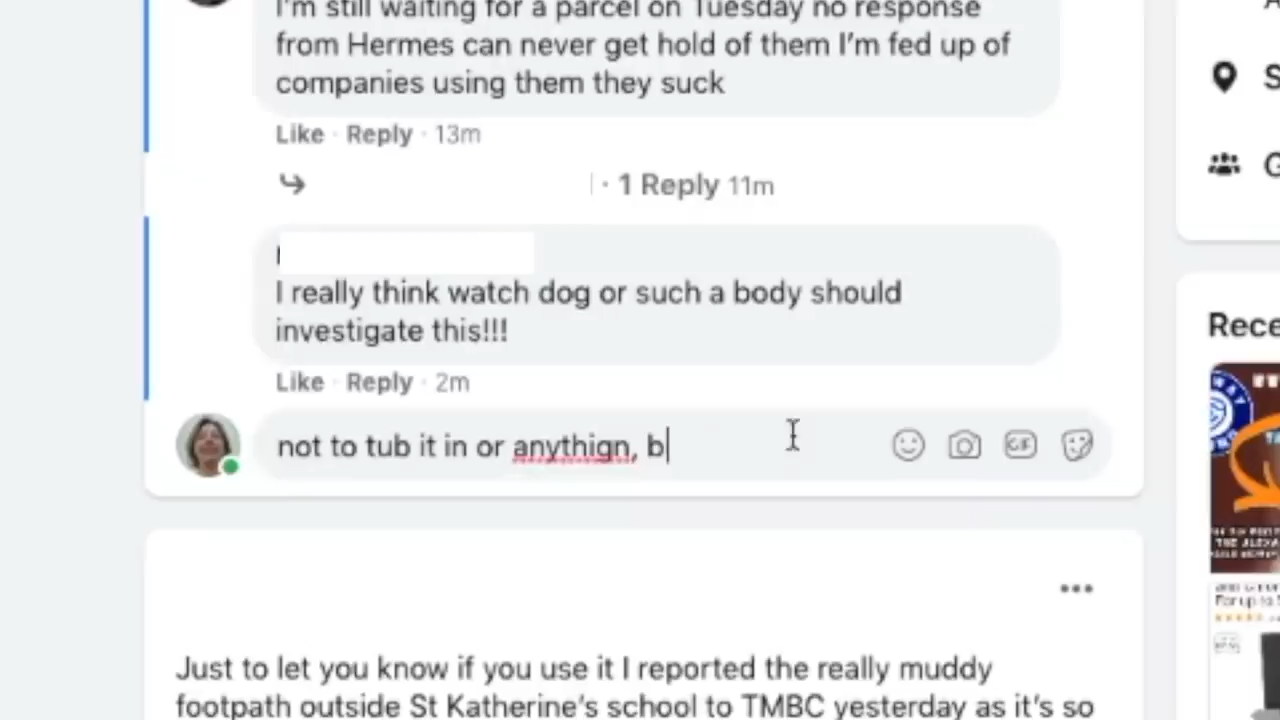 I'm still waiting for a parcel on Tuesday no response
from Hermes can never get hold of them I'm fed up of
companies using them they suck
Like · Reply · 13m
· 1 Reply 11m
I really think watch dog or such a body should
investigate this!!!
Like · Reply · 2m
not to tub it in or anythign, b
GIF
Rece
Just to let you know if you use it I reported the really muddy
footpath outside St Katherine's school to TMBC yesterday as it's so